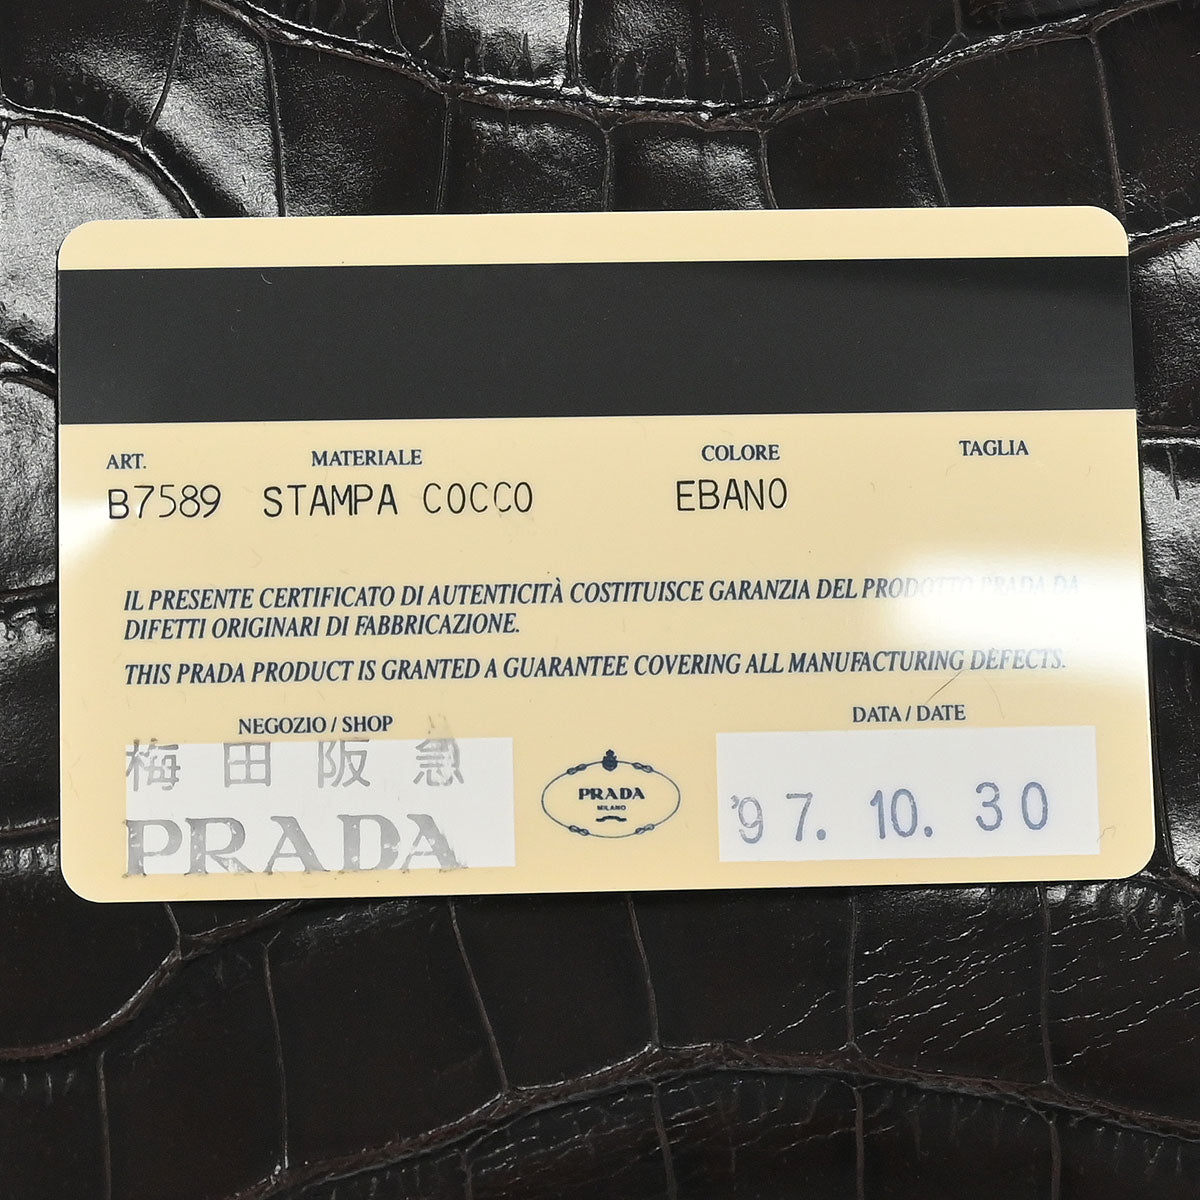 ART. MATERIALE COLORE TAGLIA
B7589 STAMPA COCCO EBANO
IL PRESENTE CERTIFICATO DI AUTENTICITÀ COSTITUISCE GARANZIA DEL PRODOTTO PRADA DA
DIFETTI ORIGINARI DI FABBRICAZIONE.
THIS PRADA PRODUCT IS GRANTED A GUARANTEE COVERING ALL MANUFACTURING DEFECTS.
NEGOZIO / SHOP
梅田阪急
PRADA
PRADA
MILANO
DATA / DATE
'97. 10. 30